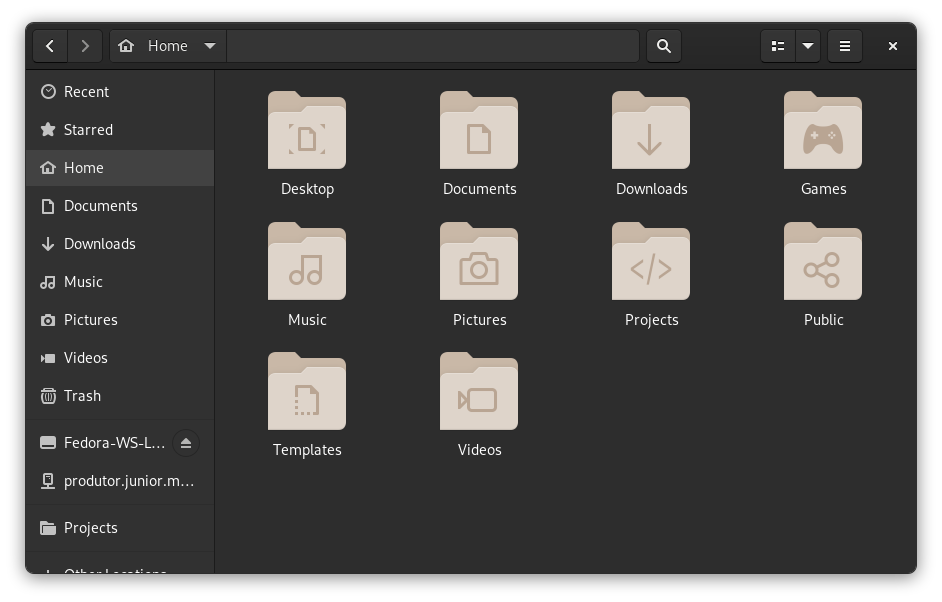 Home
Recent
Starred
Home
Documents
Downloads
Music
Pictures
Videos
Trash
Fedora-WS-L...
produtor.junior.m...
Projects
Other Locations
Desktop
Documents
Downloads
Games
Music
Pictures
Projects
Public
Templates
Videos